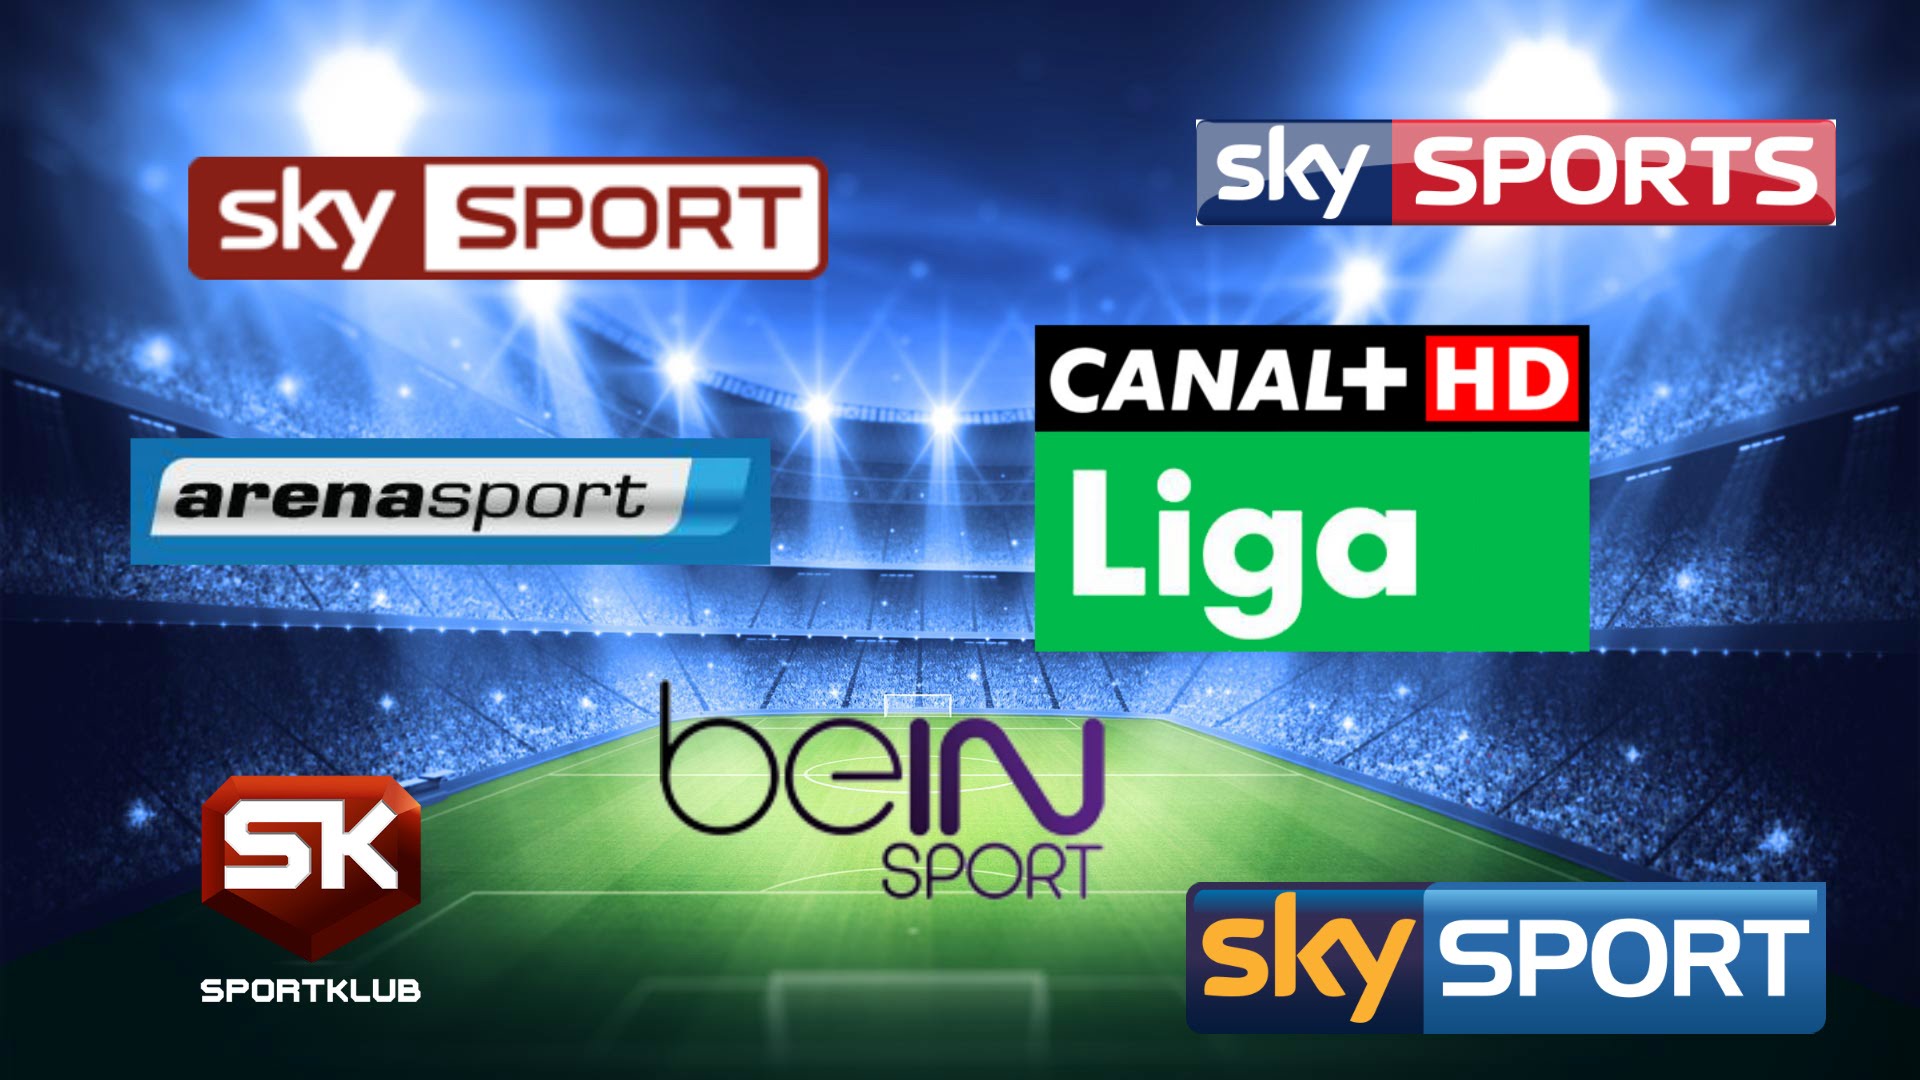 sky SPORT
sky SPORTS
CANAL+ HD
Liga
arenasport
beIN
SPORT
SK
SPORTKLUB
sky SPORT